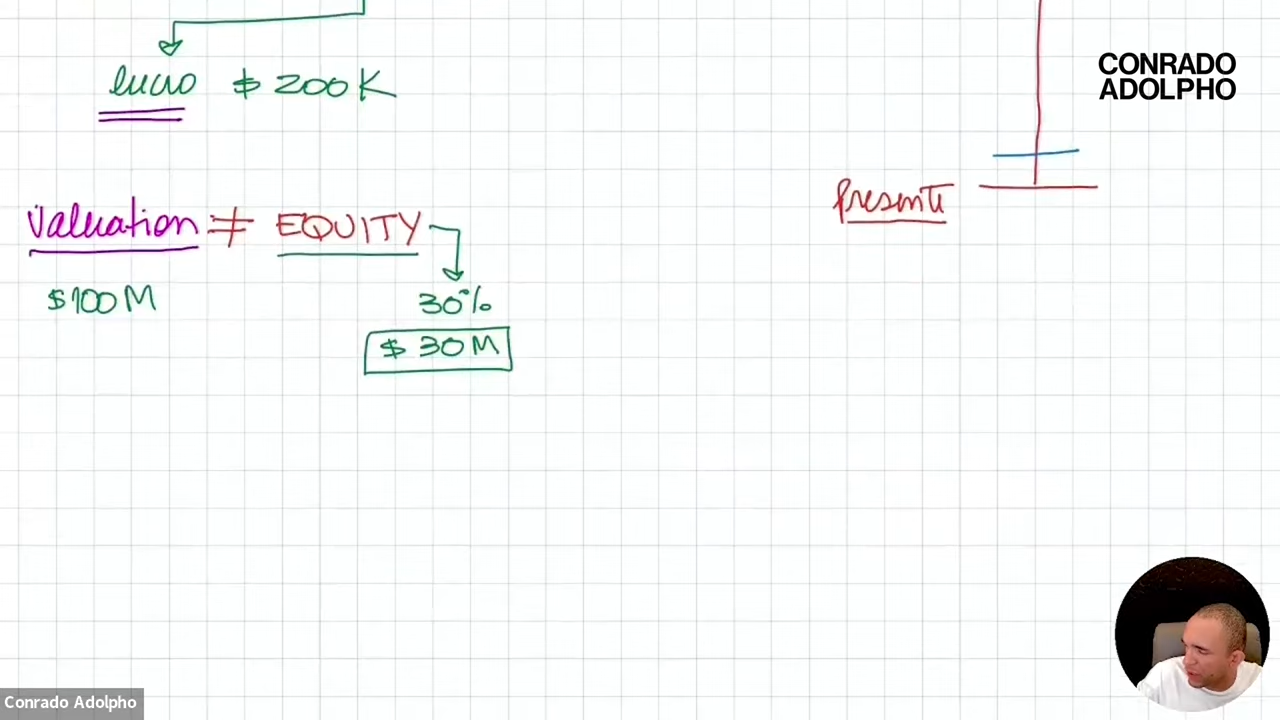 lucro $ 200K
CONRADO
ADOLPHO
Presente
Valuation ≠ EQUITY
$100M
30%
$ 30M
Conrado Adolpho